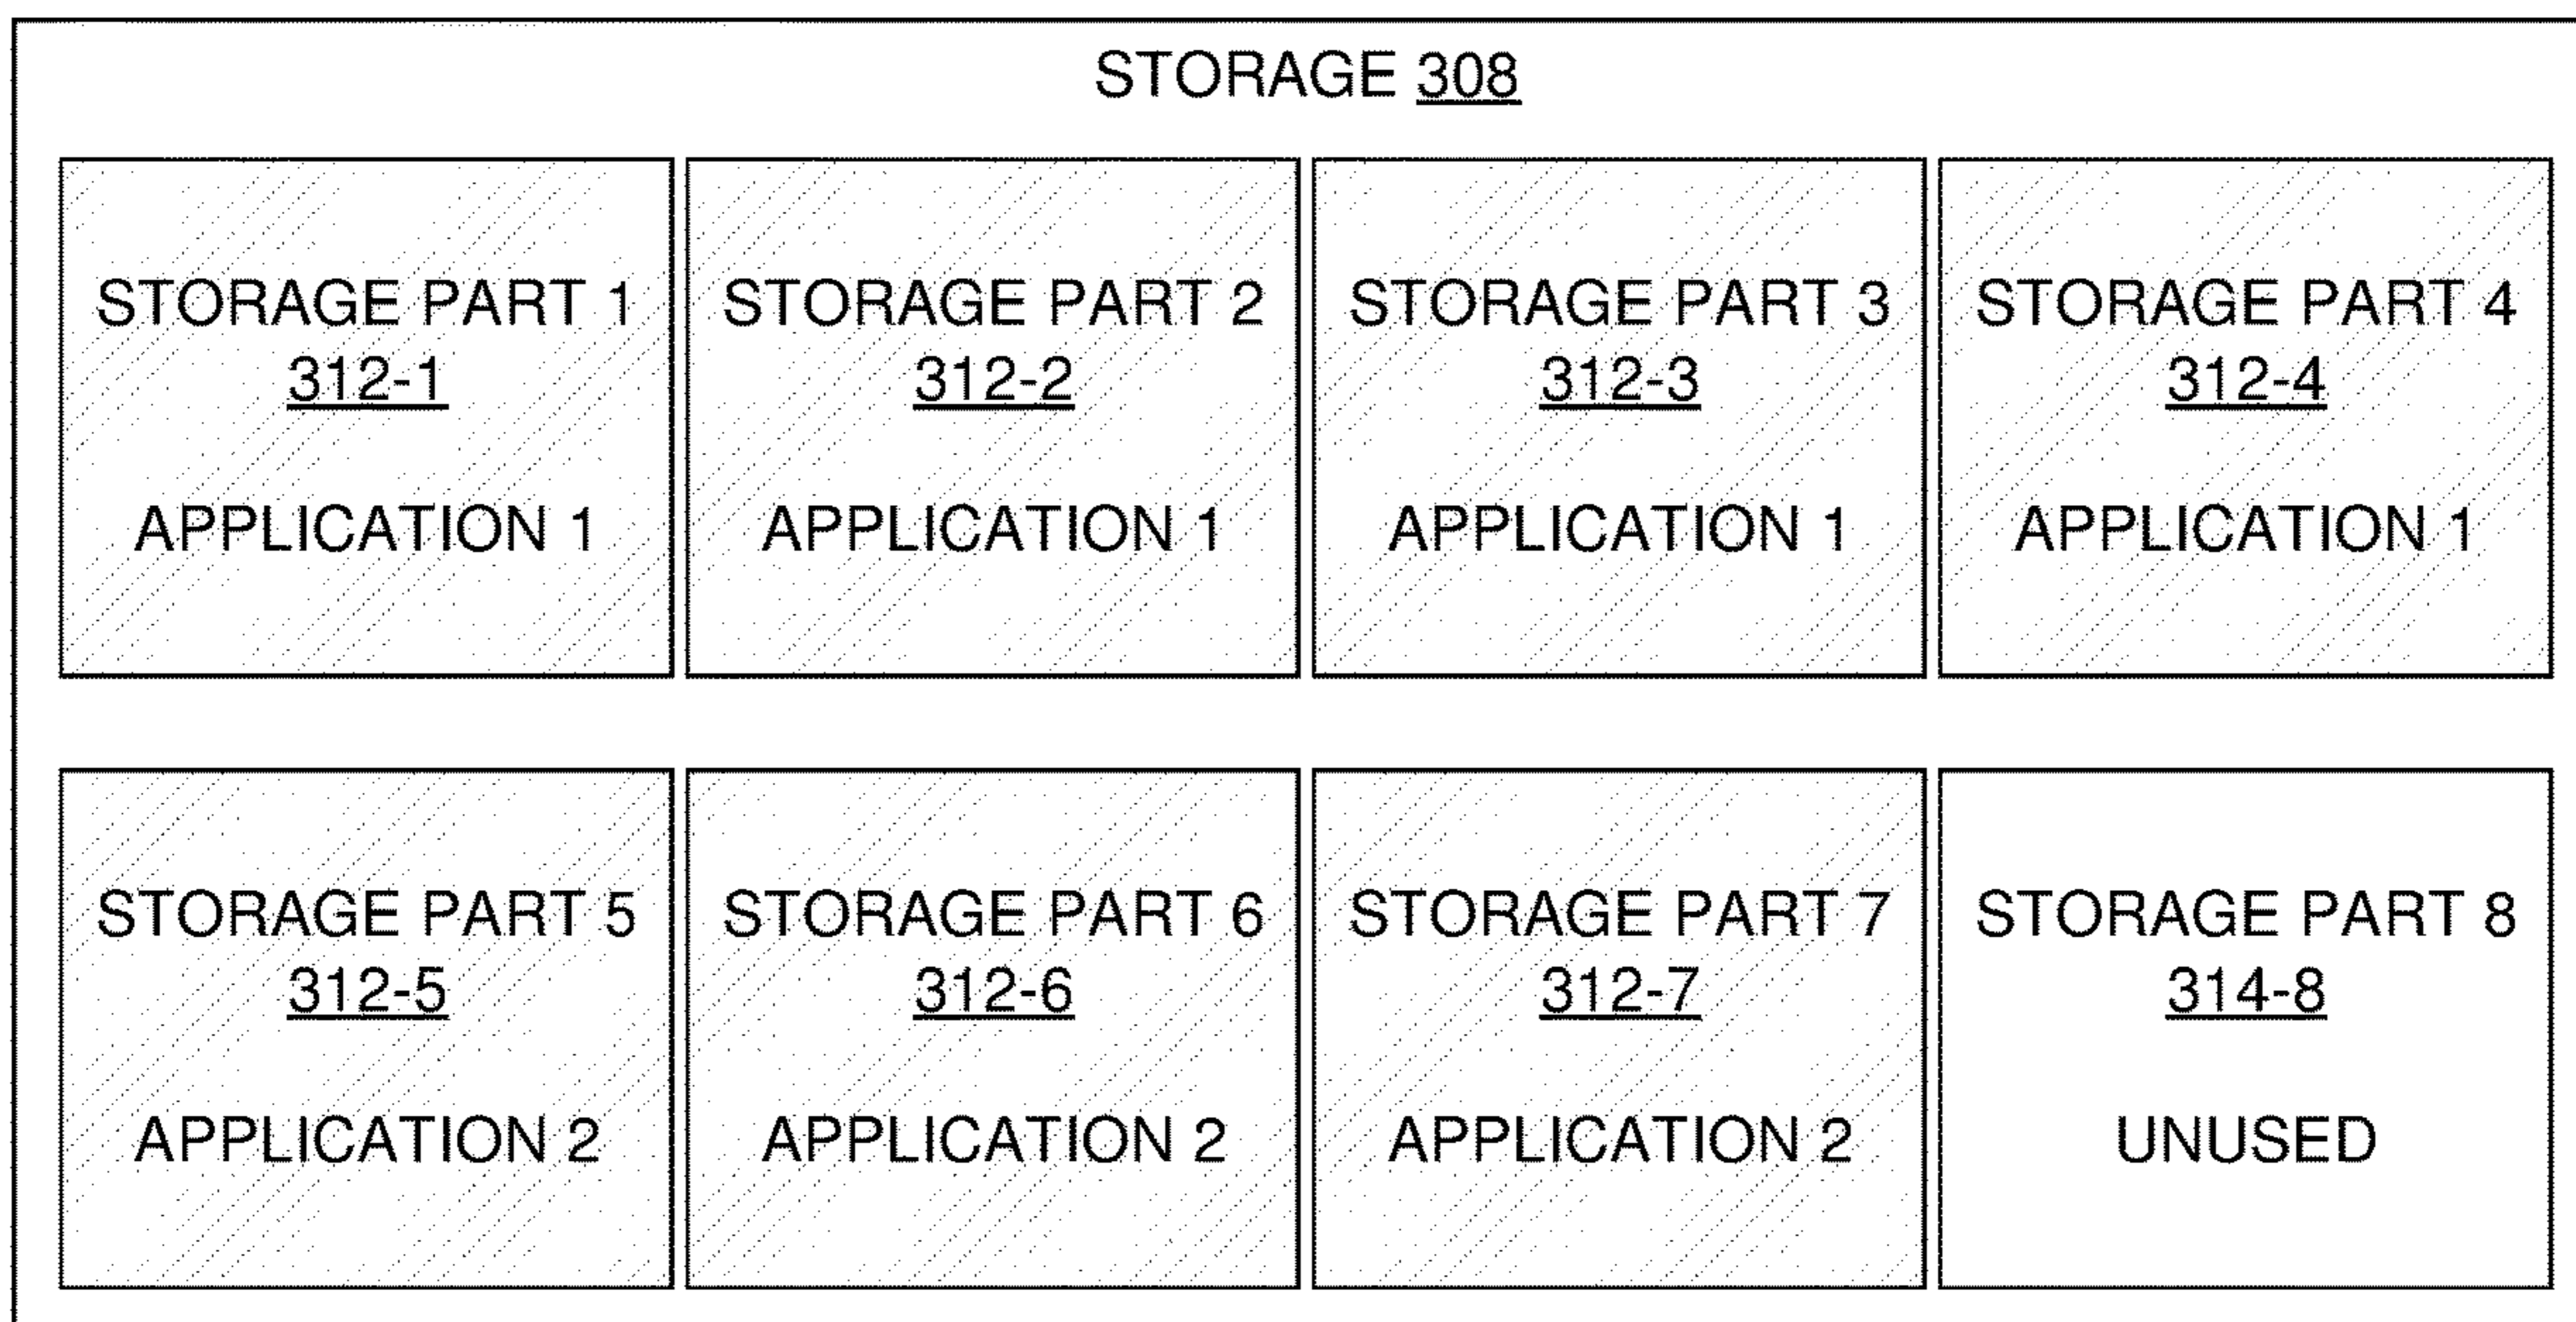 STORAGE 308
STORAGE PART 1
312-1
APPLICATION 1
STORAGE PART 2
312-2
APPLICATION 1
STORAGE PART 3
312-3
APPLICATION 1
STORAGE PART 4
312-4
APPLICATION 1
STORAGE PART 5
312-5
APPLICATION 2
STORAGE PART 6
312-6
APPLICATION 2
STORAGE PART 7
312-7
APPLICATION 2
STORAGE PART 8
314-8
UNUSED